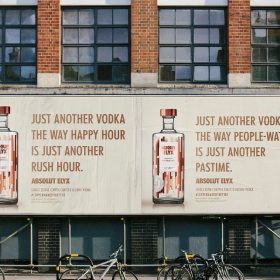 JUST ANOTHER VODKA
THE WAY HAPPY HOUR
IS JUST ANOTHER
RUSH HOUR.
ABSOLUT ELYX
JUST ANOTHER VODKA
THE WAY PEOPLE-WAT
IS JUST ANOTHER
PASTIME.
ABSOLUT ELYX